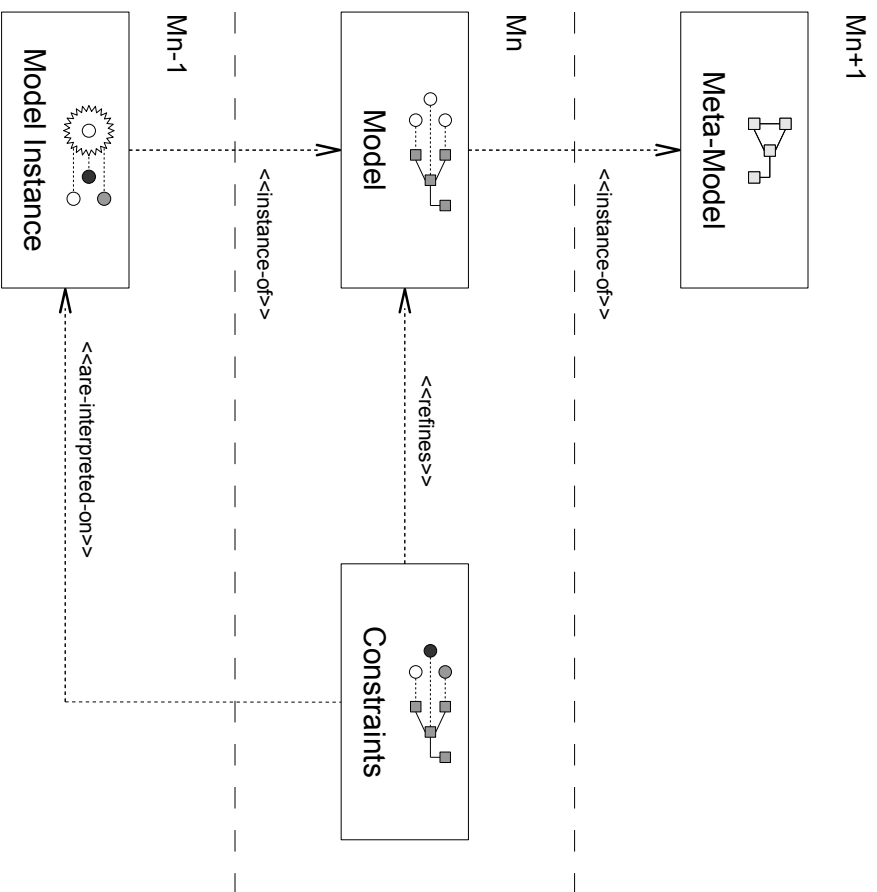 Mn+1
Meta-Model
<<instance-of>>
Mn
Model
<<refines>>
Constraints
<<instance-of>>
Mn-1
Model Instance
<<are-interpreted-on>>